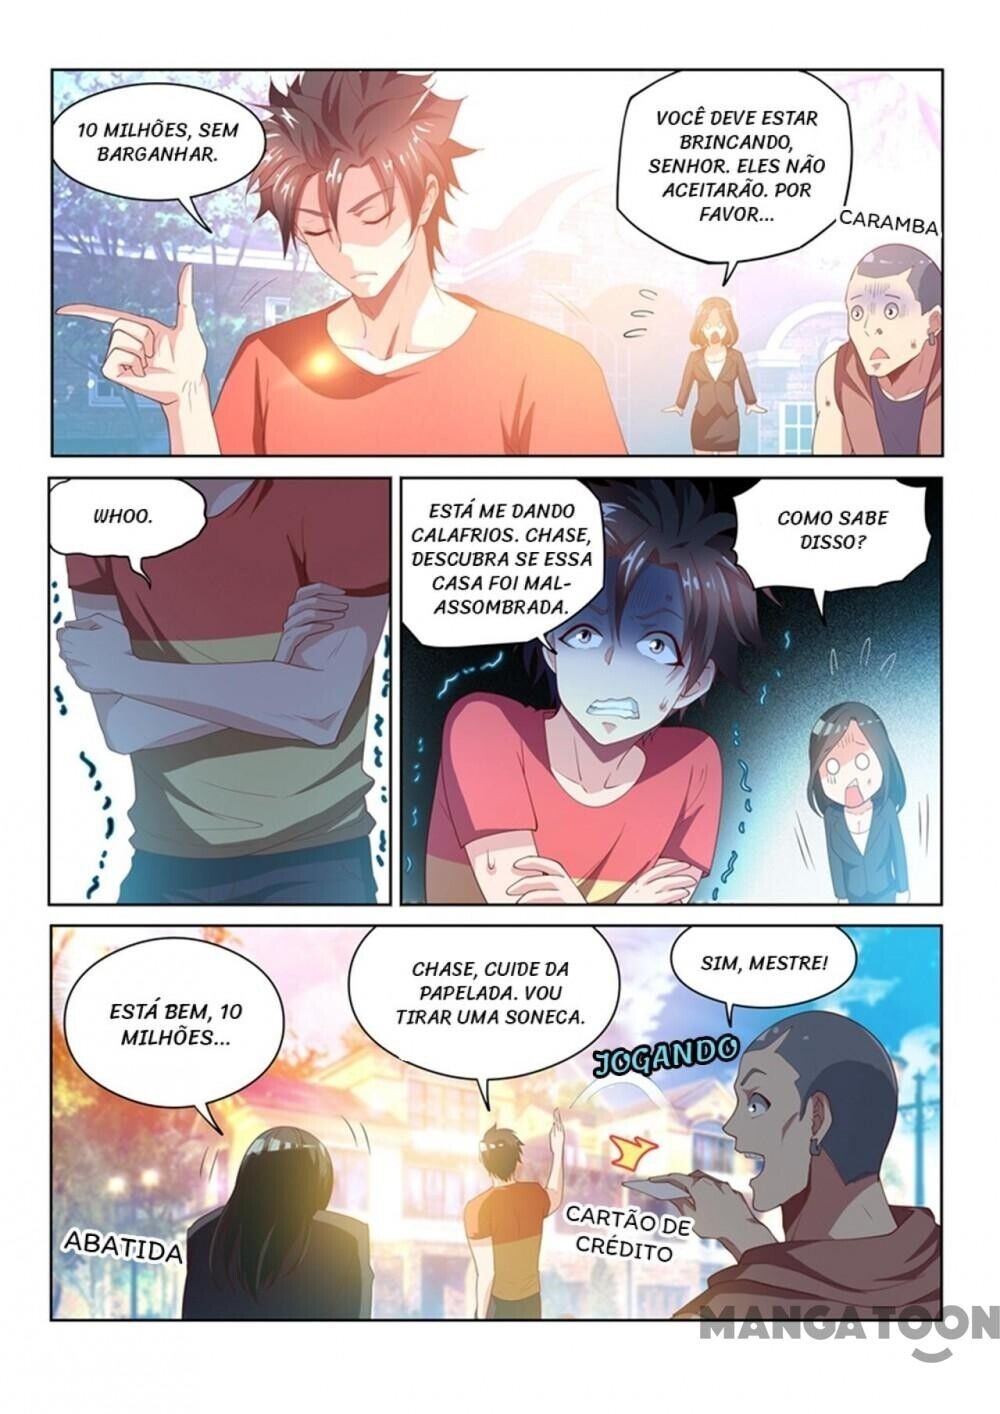 10 MILHÕES, SEM
BARGANHAR.
VOCÊ DEVE ESTAR
BRINCANDO,
SENHOR. ELES NÃO
ACEITARÃO. POR
FAVOR...
CARAMBA
WHOO.
ESTÁ ME DANDO
CALAFRIOS. CHASE,
DESCUBRA SE ESSA
CASA FOI MAL-
ASSOMBRADA.
COMO SABE
DISSO?
ESTÁ BEM, 10
MILHÕES...
CHASE, CUIDE DA
PAPELADA. VOU
TIRAR UMA SONECA.
SIM, MESTRE!
JOGANDO
ABATIDA
CARTÃO DE
CRÉDITO
MANGATOON